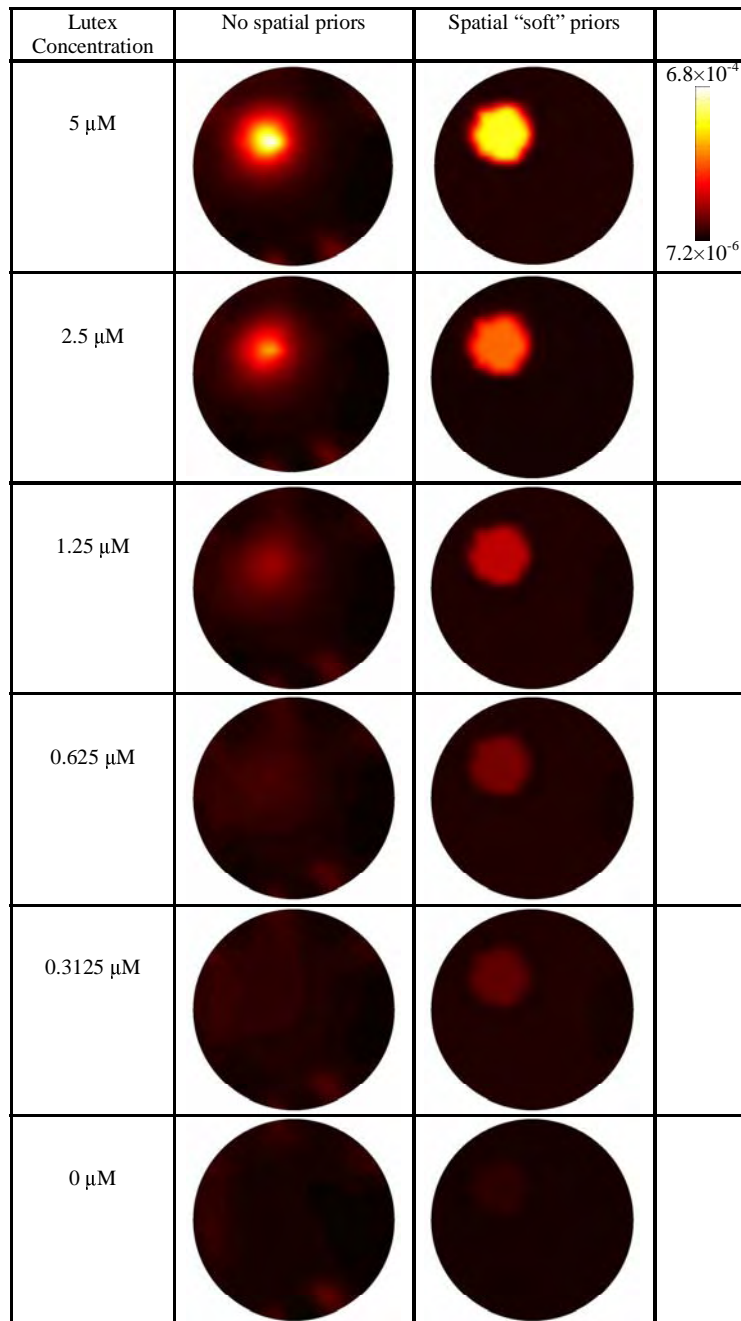 Lutex Concentration
No spatial priors
Spatial “soft” priors
5 μM
6.8×10⁻⁴
7.2×10⁻⁶
2.5 μM
1.25 μM
0.625 μM
0.3125 μM
0 μM